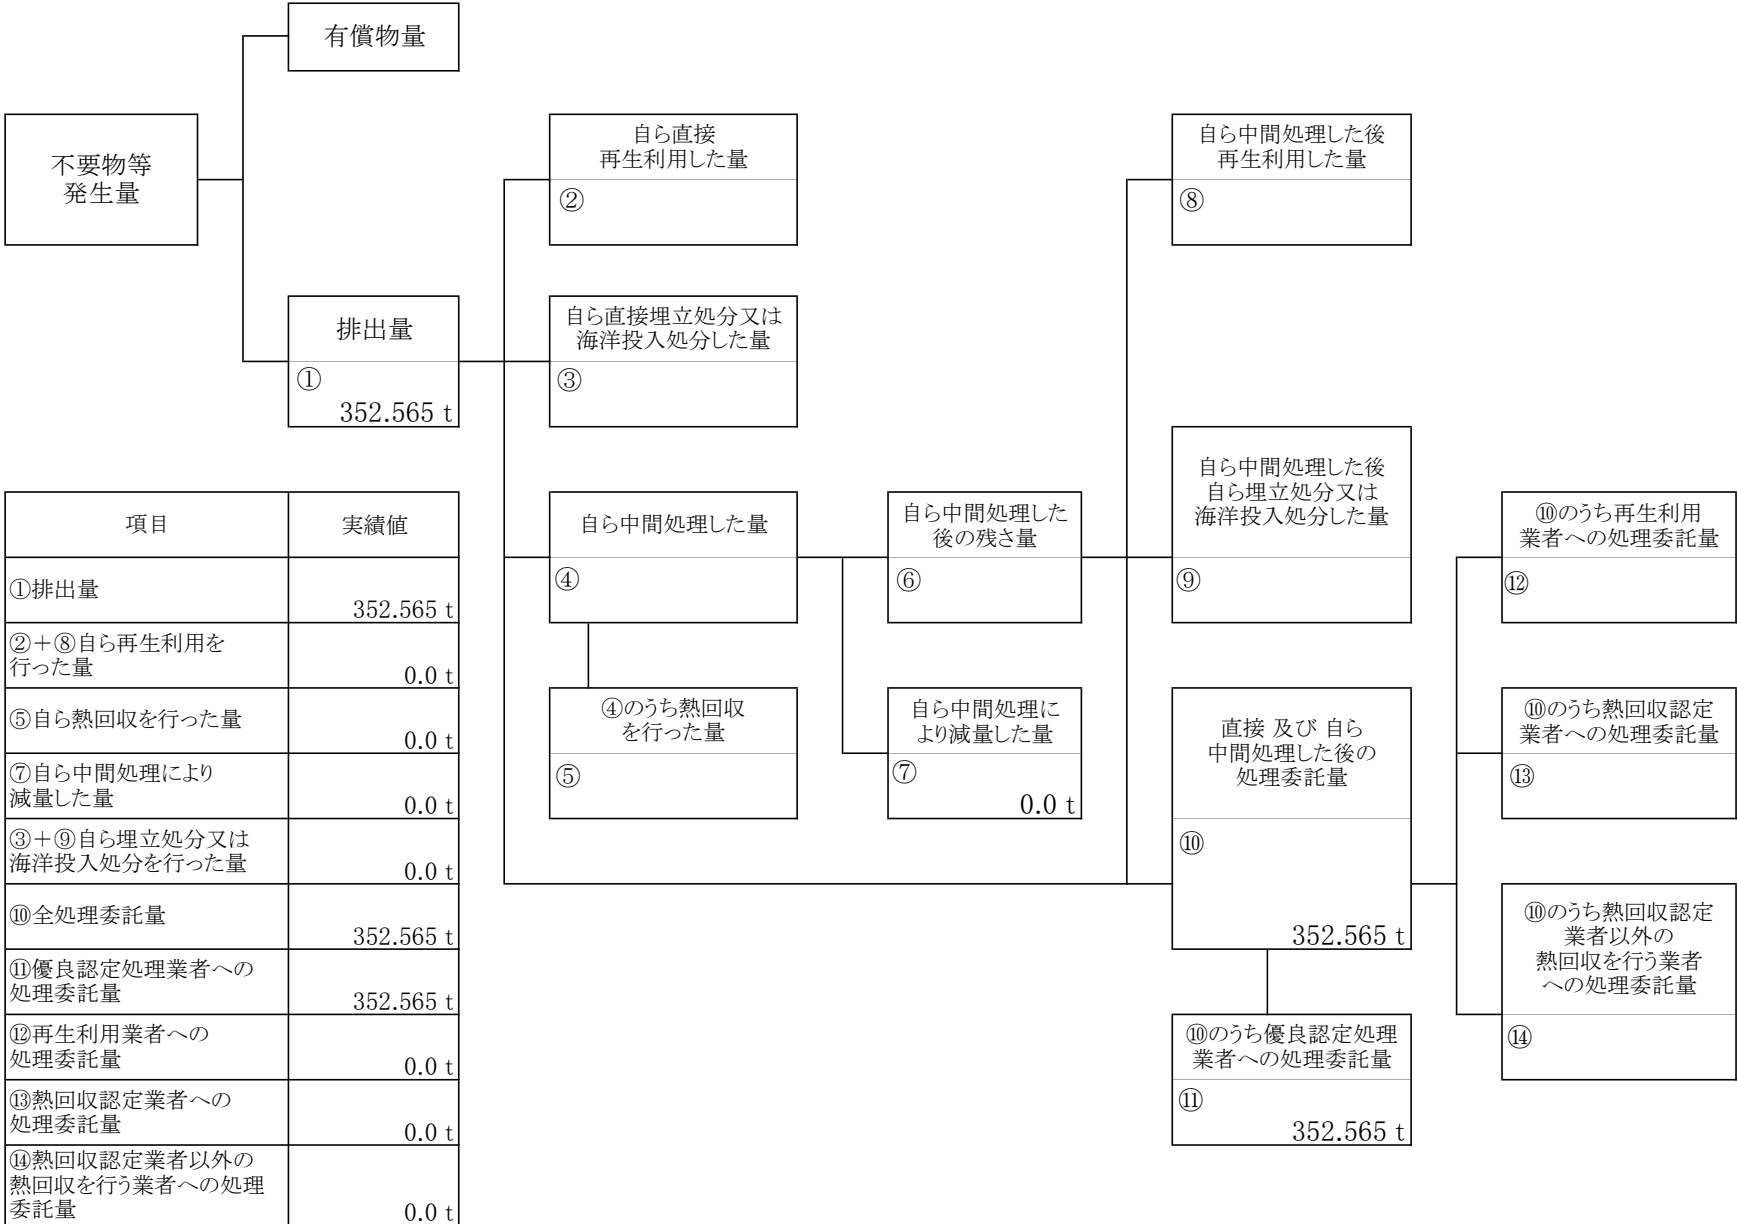 有償物量
不要物等
発生量
自ら直接
再生利用した量
②
自ら中間処理した後
再生利用した量
⑧
排出量
①
352.565 t
自ら直接埋立処分又は
海洋投入処分した量
③
自ら中間処理した量
④
自ら中間処理した
後の残さ量
⑥
自ら中間処理した後
自ら埋立処分又は
海洋投入処分した量
⑨
⑩のうち再生利用
業者への処理委託量
⑫
④のうち熱回収
を行った量
⑤
自ら中間処理に
より減量した量
⑦
0.0 t
直接 及び 自ら
中間処理した後の
処理委託量
⑩
352.565 t
⑩のうち熱回収認定
業者への処理委託量
⑬
⑩のうち熱回収認定
業者以外の
熱回収を行う業者
への処理委託量
⑭
⑩のうち優良認定処理
業者への処理委託量
⑪
352.565 t
項目 実績値
①排出量
352.565 t
②＋⑧自ら再生利用を
行った量
0.0 t
⑤自ら熱回収を行った量
0.0 t
⑦自ら中間処理により
減量した量
0.0 t
③＋⑨自ら埋立処分又は
海洋投入処分を行った量
0.0 t
⑩全処理委託量
352.565 t
⑪優良認定処理業者への
処理委託量
352.565 t
⑫再生利用業者への
処理委託量
0.0 t
⑬熱回収認定業者への
処理委託量
0.0 t
⑭熱回収認定業者以外の
熱回収を行う業者への処理
委託量
0.0 t